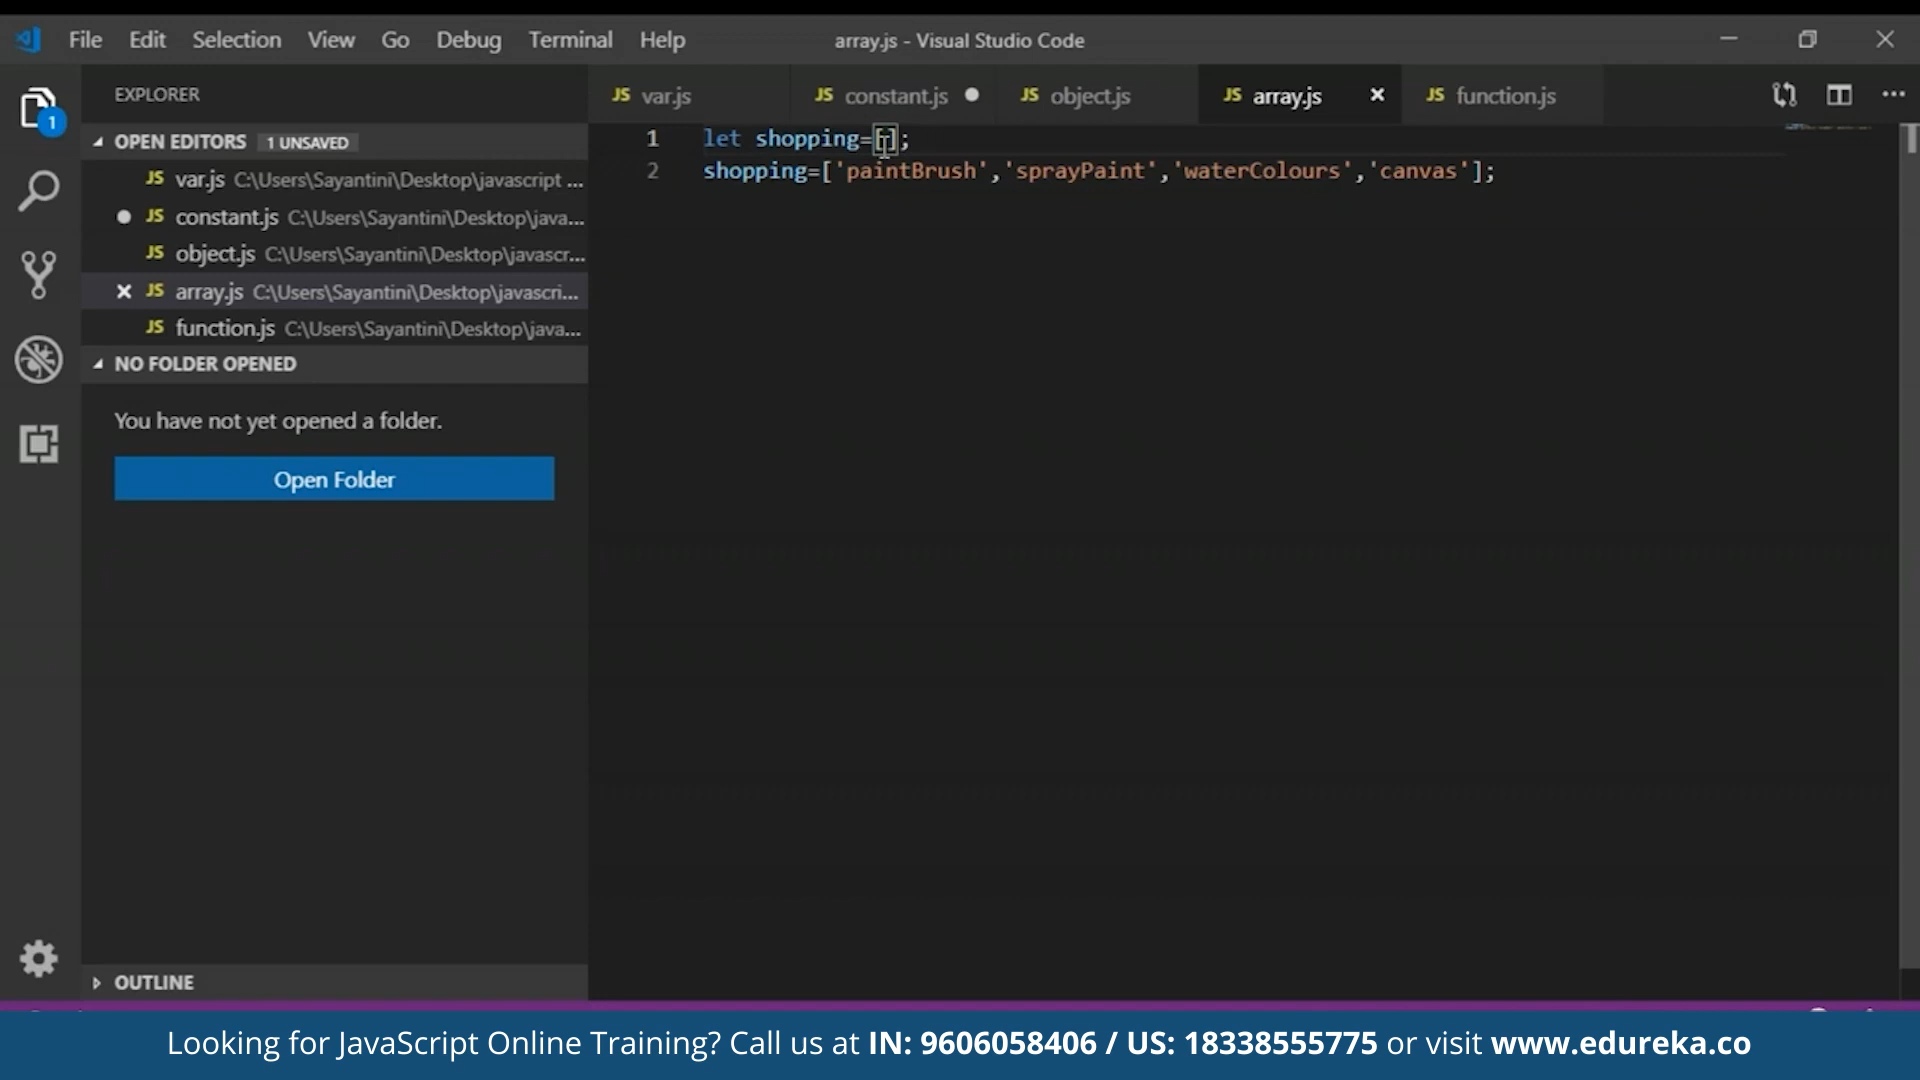 File Edit Selection View Go Debug Terminal Help array.js - Visual Studio Code
EXPLORER
JS var.js JS constant.js JS object.js JS array.js JS function.js
1
OPEN EDITORS 1 UNSAVED
JS var.js C:\Users\Sayantini\Desktop\javascript ...
JS constant.js C:\Users\Sayantini\Desktop\java...
JS object.js C:\Users\Sayantini\Desktop\javascr...
JS array.js C:\Users\Sayantini\Desktop\javascri...
JS function.js C:\Users\Sayantini\Desktop\java...
NO FOLDER OPENED
You have not yet opened a folder.
Open Folder
OUTLINE
1 let shopping=[];
2 shopping=['paintBrush','sprayPaint','waterColours','canvas'];
Looking for JavaScript Online Training? Call us at IN: 9606058406 / US: 18338555775 or visit www.edureka.co